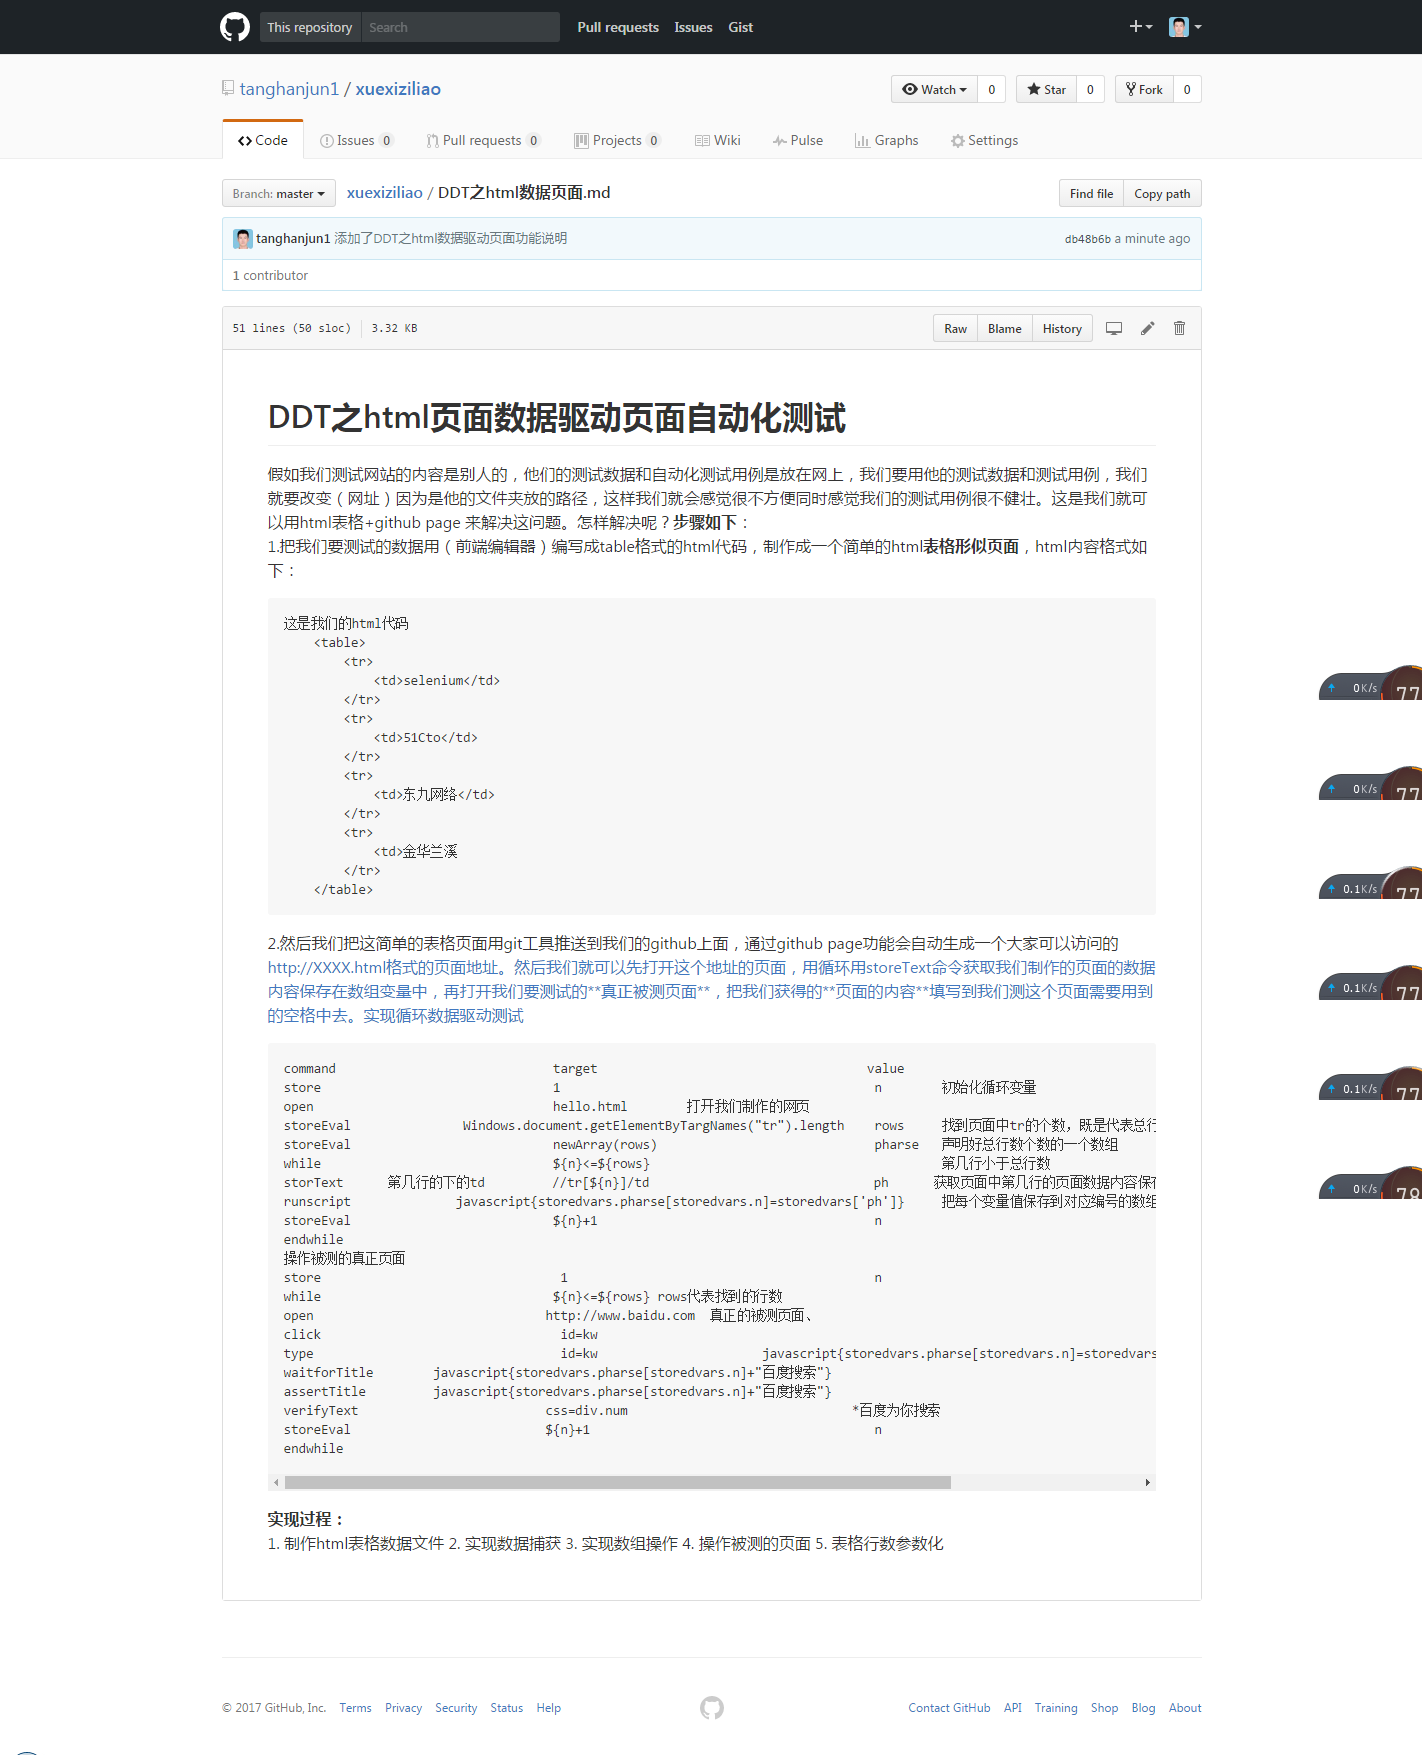 This repository Search Pull requests Issues Gist
tanghanjun1 / xuexiziliao Watch 0 Star 0 Fork 0
Code Issues 0 Pull requests 0 Projects 0 Wiki Pulse Graphs Settings
Branch: master xuexiziliao / DDT之html数据页面.md Find file Copy path
tanghanjun1 添加了DDT之html数据驱动页面功能说明 db48b6b a minute ago
1 contributor
51 lines (50 sloc) 3.32 KB Raw Blame History
DDT之html页面数据驱动页面自动化测试
假如我们测试网站的内容是别人的，他们的测试数据和自动化测试用例是放在网上，我们要用他的测试数据和测试用例，我们
就要改变（网址）因为是他的文件夹放的路径，这样我们就会感觉很不方便同时感觉我们的测试用例很不健壮。这是我们就可
以用html表格+github page 来解决这问题。怎样解决呢？步骤如下：
1.把我们要测试的数据用（前端编辑器）编写成table格式的html代码，制作成一个简单的html表格形似页面，html内容格式如
下：
这是我们的html代码
<table>
<tr>
<td>selenium</td>
</tr>
<tr>
<td>51Cto</td>
</tr>
<tr>
<td>东九网络</td>
</tr>
<tr>
<td>金华兰溪
</tr>
</table>
2.然后我们把这简单的表格页面用git工具推送到我们的github上面，通过github page功能会自动生成一个大家可以访问的
http://XXXX.html格式的页面地址。然后我们就可以先打开这个地址的页面，用循环用storeText命令获取我们制作的页面的数据
内容保存在数组变量中，再打开我们要测试的**真正被测页面**，把我们获得的**页面的内容**填写到我们测这个页面需要用到
的空格中去。实现循环数据驱动测试
command target value
store 1 n 初始化循环变量
open hello.html 打开我们制作的网页
storeEval Windows.document.getElementByTargNames("tr").length rows 找到页面中tr的个数，既是代表总行
storeEval newArray(rows) pharse 声明好总行数个数的一个数组
while ${n}<=${rows} 第几行小于总行数
storText 第几行的下的td //tr[${n}]/td ph 获取页面中第几行的页面数据内容保存
runscript javascript{storedvars.pharse[storedvars.n]=storedvars['ph']} 把每个变量值保存到对应编号的数组
storeEval ${n}+1 n
endwhile
操作被测的真正页面
store 1 n
while ${n}<=${rows} rows代表找到的行数
open http://www.baidu.com 真正的被测页面、
click id=kw
type id=kw javascript{storedvars.pharse[storedvars.n]=storedvars
waitforTitle javascript{storedvars.pharse[storedvars.n]+"百度搜索"}
assertTitle javascript{storedvars.pharse[storedvars.n]+"百度搜索"}
verifyText css=div.num *百度为你搜索
storeEval ${n}+1 n
endwhile
实现过程：
1. 制作html表格数据文件 2. 实现数据捕获 3. 实现数组操作 4. 操作被测的页面 5. 表格行数参数化
0K/s 77
0K/s 77
0.1K/s 77
0.1K/s 77
0.1K/s 77
0K/s 78
© 2017 GitHub, Inc. Terms Privacy Security Status Help Contact GitHub API Training Shop Blog About